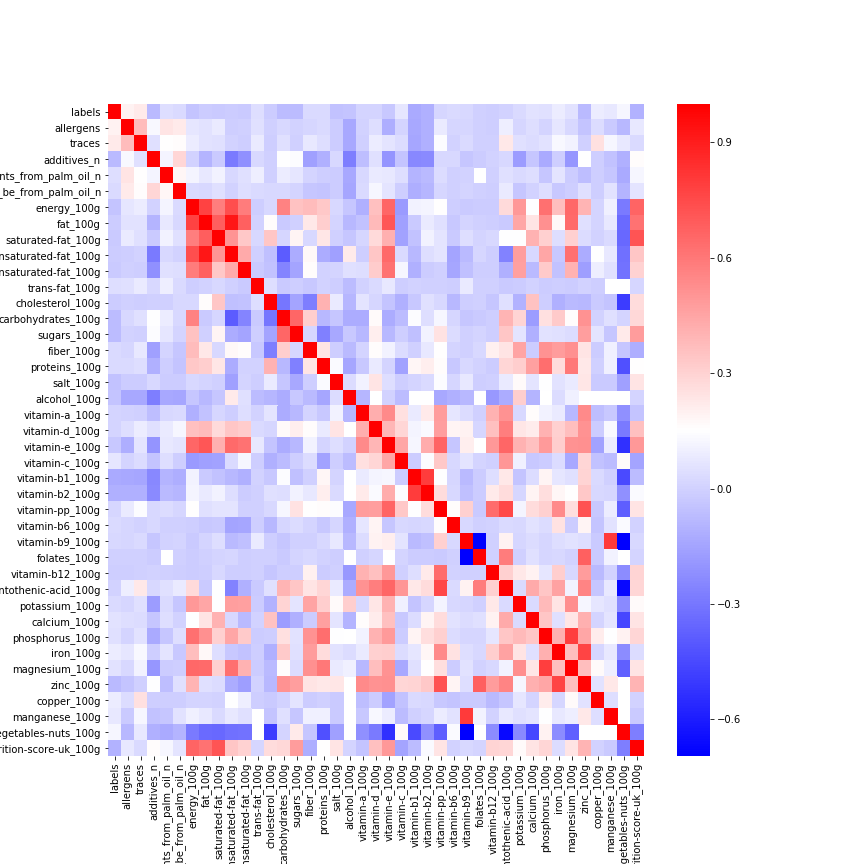 labels
allergens
traces
additives_n
nts_from_palm_oil_n
_be_from_palm_oil_n
energy_100g
fat_100g
saturated-fat_100g
nsaturated-fat_100g
nsaturated-fat_100g
trans-fat_100g
cholesterol_100g
carbohydrates_100g
sugars_100g
fiber_100g
proteins_100g
salt_100g
alcohol_100g
vitamin-a_100g
vitamin-d_100g
vitamin-e_100g
vitamin-c_100g
vitamin-b1_100g
vitamin-b2_100g
vitamin-pp_100g
vitamin-b6_100g
vitamin-b9_100g
folates_100g
vitamin-b12_100g
ntothenic-acid_100g
potassium_100g
calcium_100g
phosphorus_100g
iron_100g
magnesium_100g
zinc_100g
copper_100g
manganese_100g
egetables-nuts_100g
rition-score-uk_100g
labels
allergens
traces
additives_n
nts_from_palm_oil_n
_be_from_palm_oil_n
energy_100g
fat_100g
saturated-fat_100g
nsaturated-fat_100g
nsaturated-fat_100g
trans-fat_100g
cholesterol_100g
carbohydrates_100g
sugars_100g
fiber_100g
proteins_100g
salt_100g
alcohol_100g
vitamin-a_100g
vitamin-d_100g
vitamin-e_100g
vitamin-c_100g
vitamin-b1_100g
vitamin-b2_100g
vitamin-pp_100g
vitamin-b6_100g
vitamin-b9_100g
folates_100g
vitamin-b12_100g
ntothenic-acid_100g
potassium_100g
calcium_100g
phosphorus_100g
iron_100g
magnesium_100g
zinc_100g
copper_100g
manganese_100g
egetables-nuts_100g
rition-score-uk_100g
0.9
0.6
0.3
0.0
−0.3
−0.6